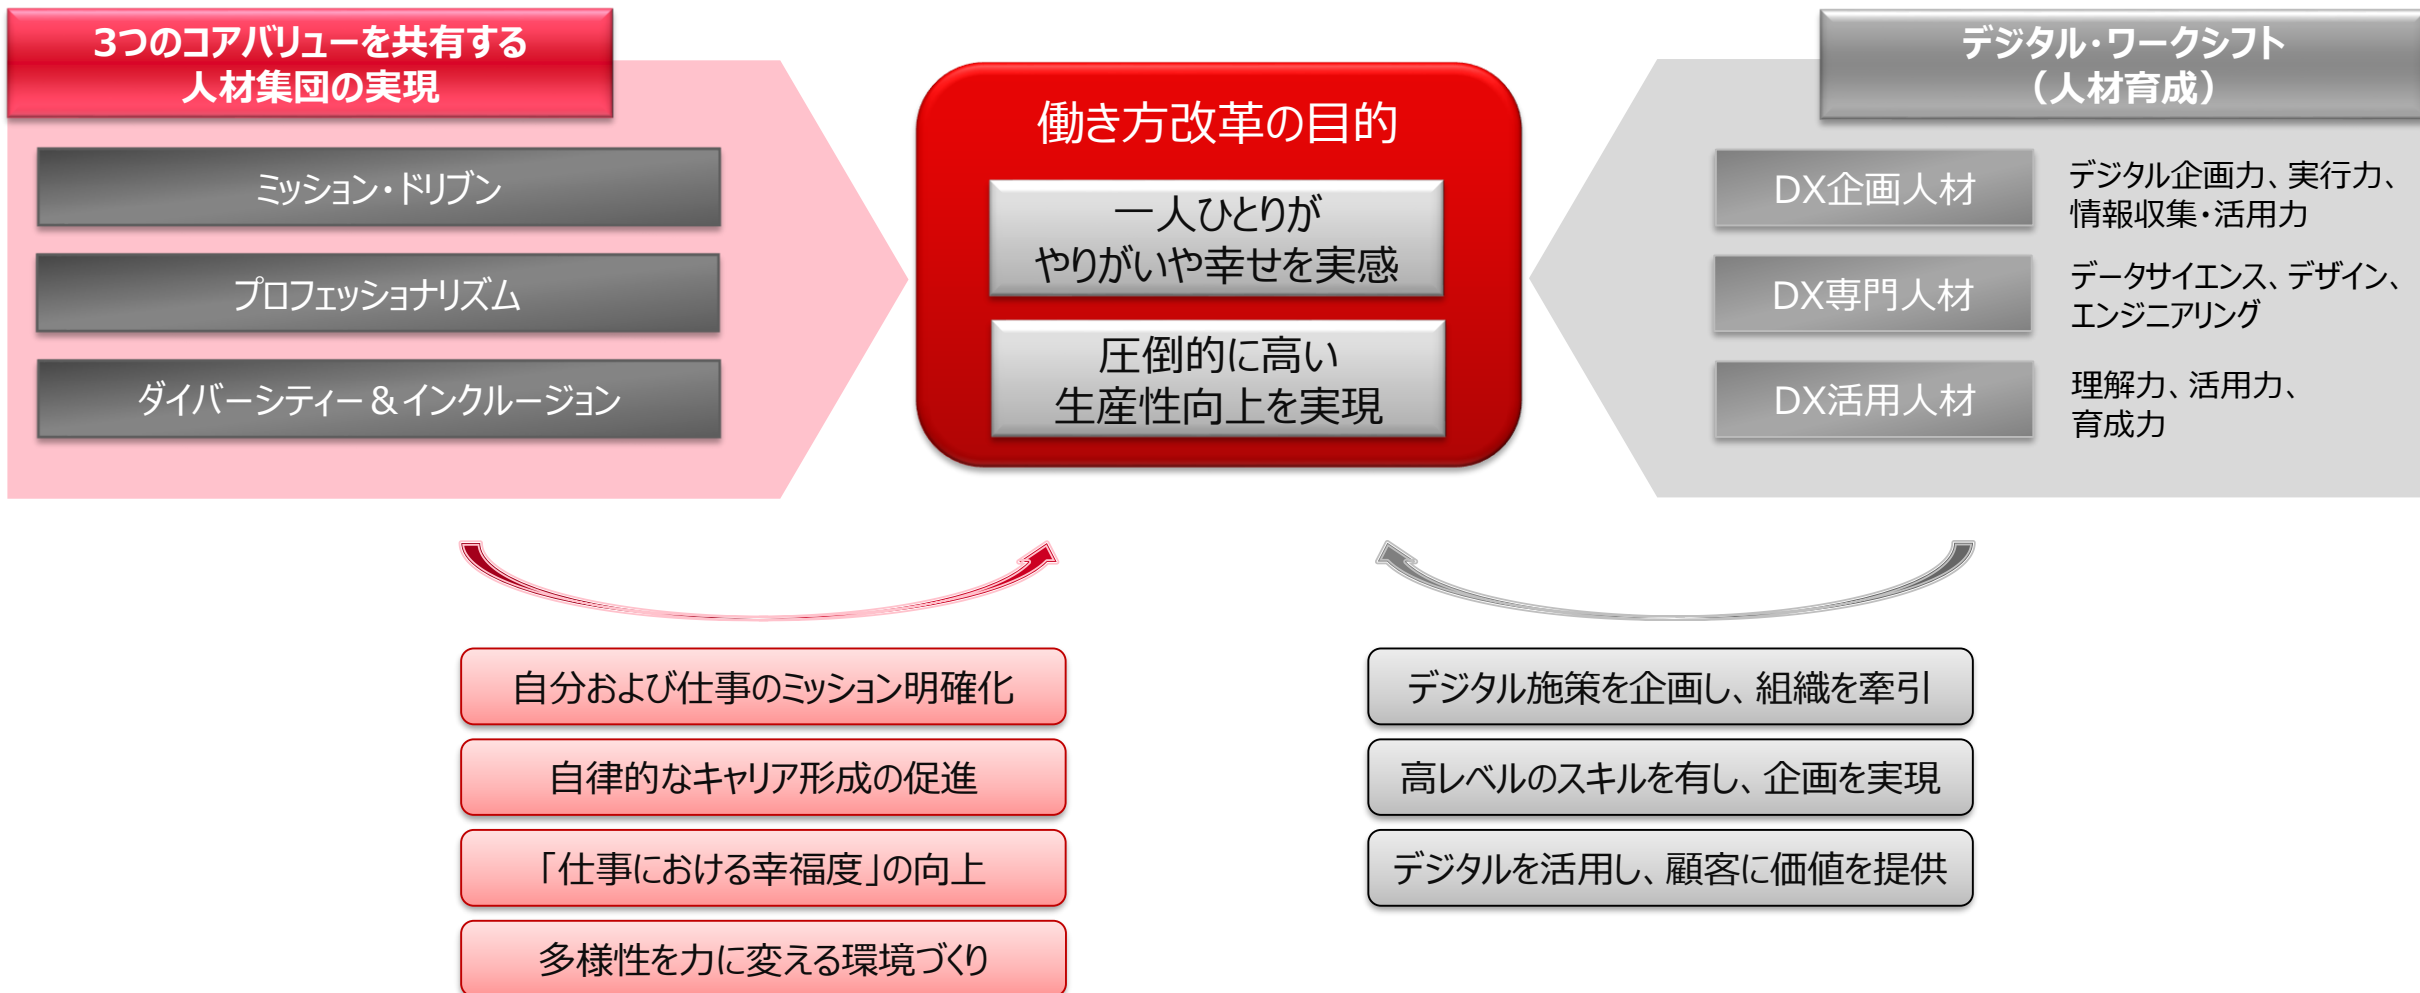 3つのコアバリューを共有する
人材集団の実現
ミッション・ドリブン
プロフェッショナリズム
ダイバーシティー＆インクルージョン
働き方改革の目的
一人ひとりが
やりがいや幸せを実感
圧倒的に高い
生産性向上を実現
デジタル・ワークシフト
（人材育成）
DX企画人材
デジタル企画力、実行力、
情報収集・活用力
DX専門人材
データサイエンス、デザイン、
エンジニアリング
DX活用人材
理解力、活用力、
育成力
自分および仕事のミッション明確化
自律的なキャリア形成の促進
「仕事における幸福度」の向上
多様性を力に変える環境づくり
デジタル施策を企画し、組織を牽引
高レベルのスキルを有し、企画を実現
デジタルを活用し、顧客に価値を提供